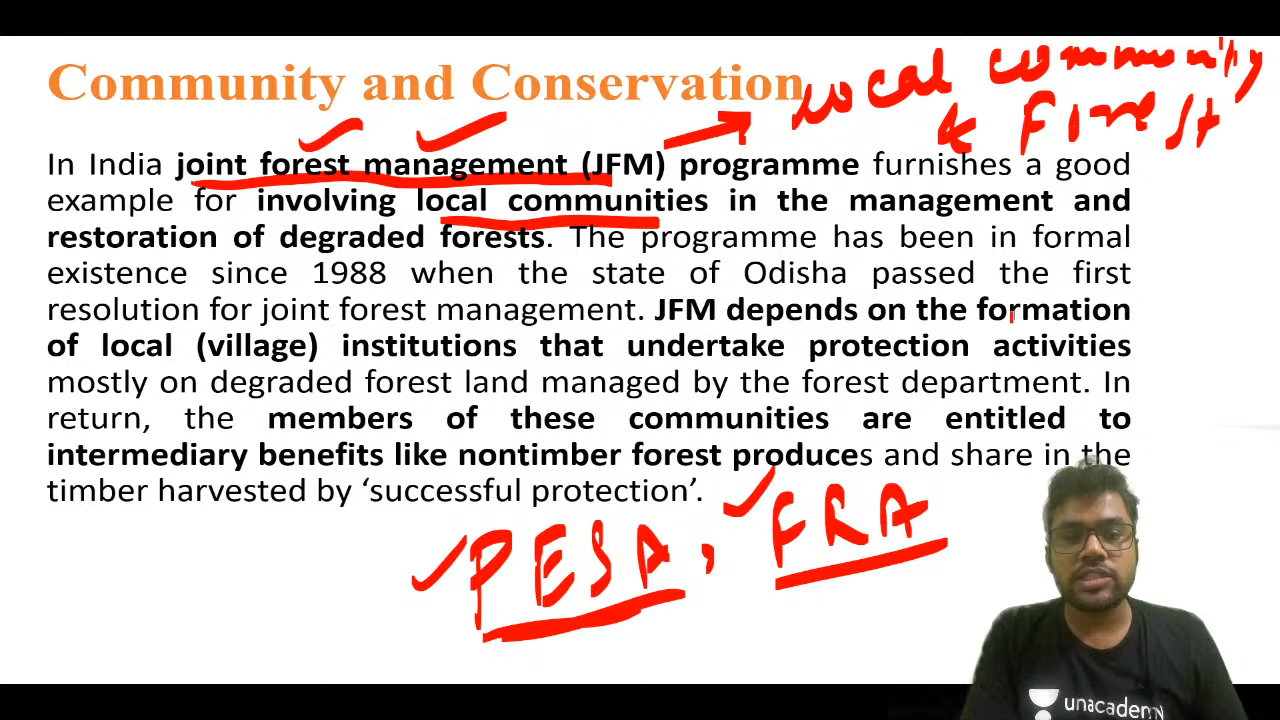 Community and Conservation
local community
& Forest
In India joint forest management (JFM) programme furnishes a good
example for involving local communities in the management and
restoration of degraded forests. The programme has been in formal
existence since 1988 when the state of Odisha passed the first
resolution for joint forest management. JFM depends on the formation
of local (village) institutions that undertake protection activities
mostly on degraded forest land managed by the forest department. In
return, the members of these communities are entitled to
intermediary benefits like nontimber forest produces and share in the
timber harvested by ‘successful protection’.
PESA, FRA
unacademy